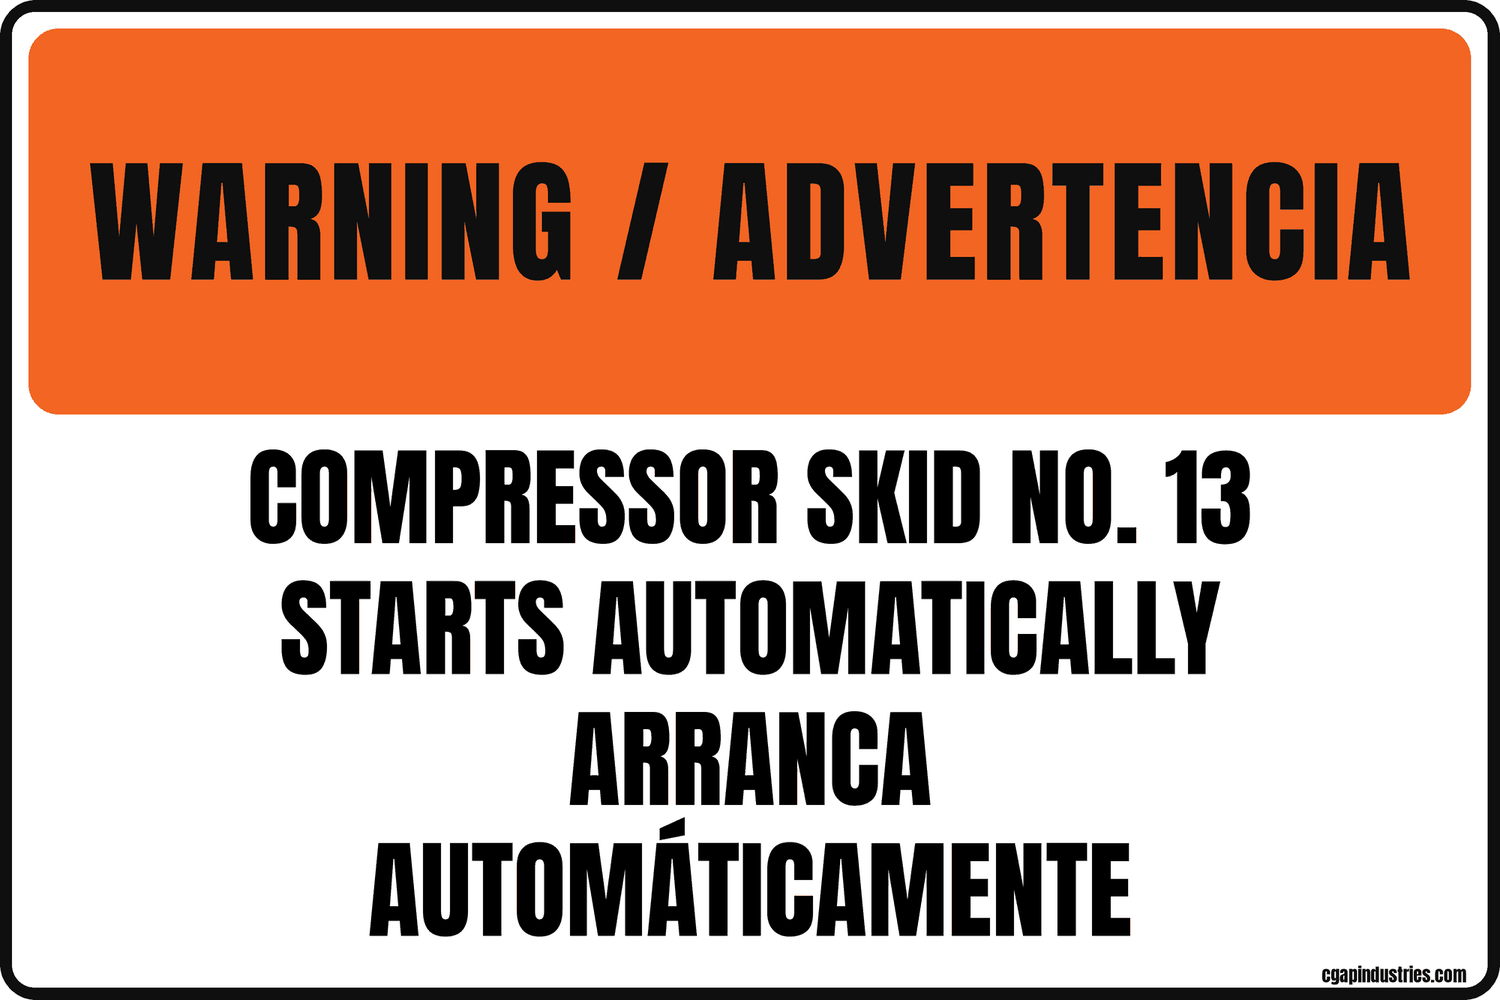 WARNING / ADVERTENCIA
COMPRESSOR SKID NO. 13
STARTS AUTOMATICALLY
ARRANCA
AUTOMÁTICAMENTE
cgapindustries.com